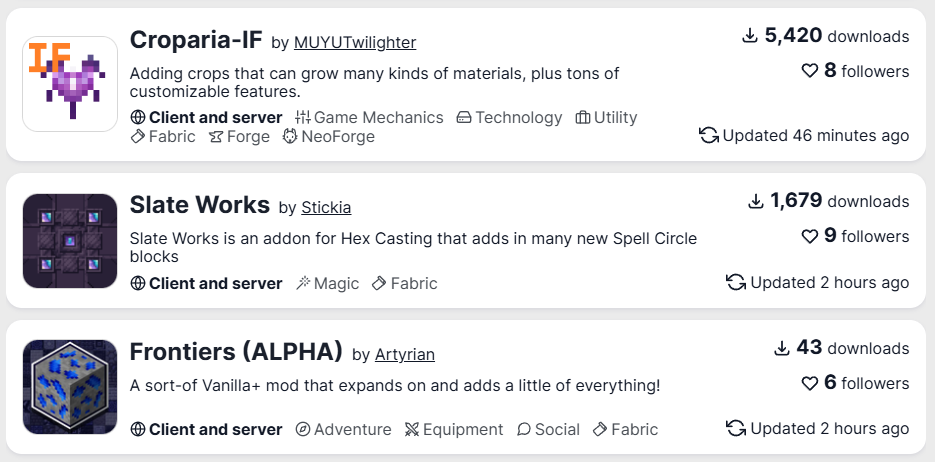 IF
Croparia-IF by MUYUTwilighter
5,420 downloads
Adding crops that can grow many kinds of materials, plus tons of
customizable features.
8 followers
Client and server Game Mechanics Technology Utility
Fabric Forge NeoForge
Updated 46 minutes ago
Slate Works by Stickia
1,679 downloads
Slate Works is an addon for Hex Casting that adds in many new Spell Circle
blocks
9 followers
Client and server Magic Fabric
Updated 2 hours ago
Frontiers (ALPHA) by Artyrian
43 downloads
A sort-of Vanilla+ mod that expands on and adds a little of everything!
6 followers
Client and server Adventure Equipment Social Fabric
Updated 2 hours ago